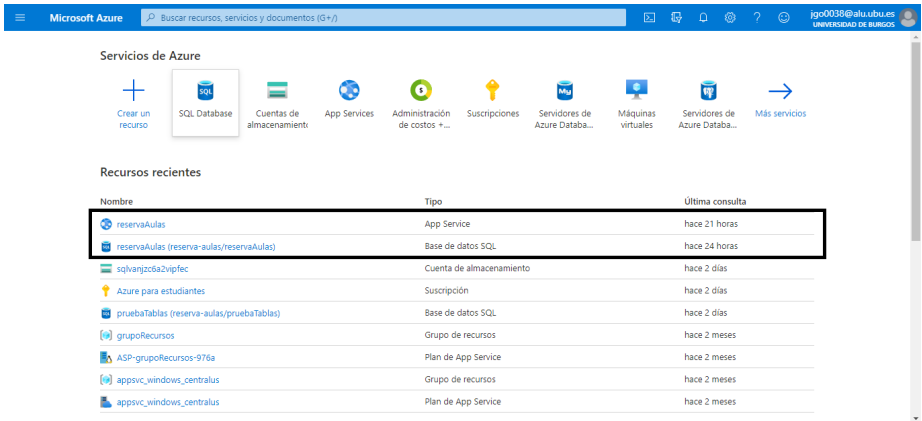 Microsoft Azure
Buscar recursos, servicios y documentos (G+/)
jgo0038@alu.ubu.es
UNIVERSIDAD DE BURGOS
Servicios de Azure
Crear un recurso
SQL
SQL Database
Cuentas de almacenamiento
App Services
Administración de costos +...
Suscripciones
My
Servidores de Azure Databa...
Máquinas virtuales
Servidores de Azure Databa...
Más servicios
Recursos recientes
Nombre Tipo Última consulta
reservaAulas App Service hace 21 horas
reservaAulas (reserva-aulas/reservaAulas) Base de datos SQL hace 24 horas
sqlvanjzc6a2vipfec Cuenta de almacenamiento hace 2 días
Azure para estudiantes Suscripción hace 2 días
pruebaTablas (reserva-aulas/pruebaTablas) Base de datos SQL hace 2 días
grupoRecursos Grupo de recursos hace 2 meses
ASP-grupoRecursos-976a Plan de App Service hace 2 meses
appsvc_windows_centralus Grupo de recursos hace 2 meses
appsvc_windows_centralus Plan de App Service hace 2 meses